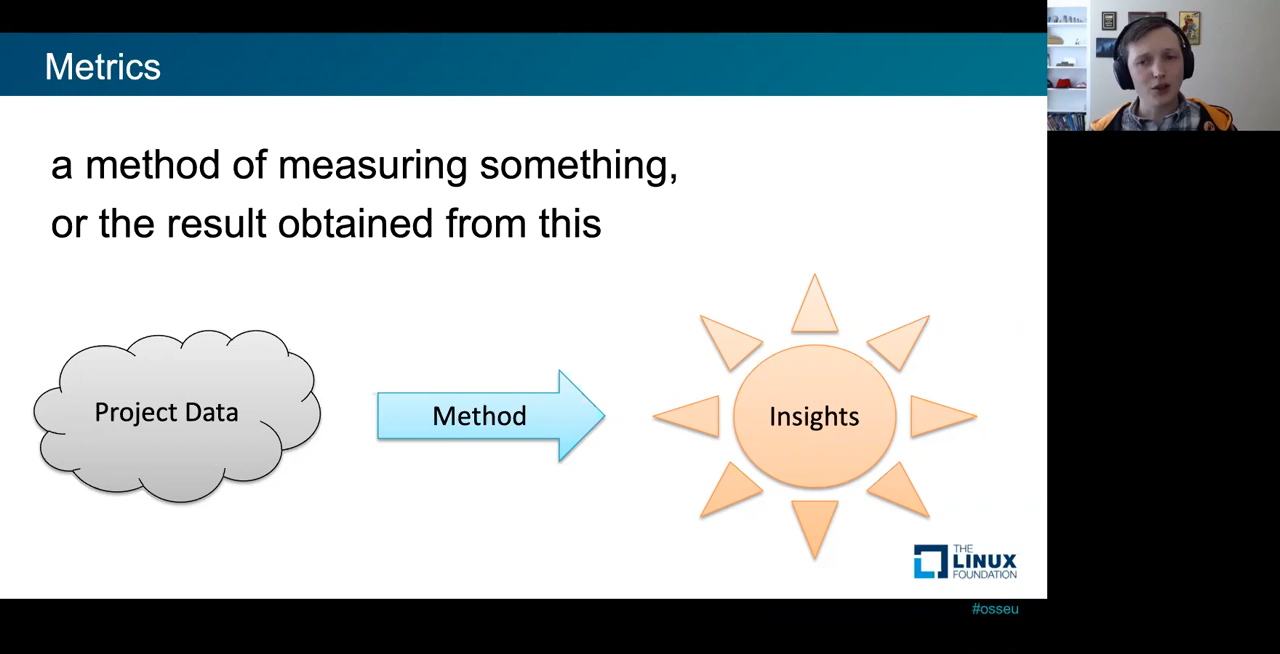 Metrics
a method of measuring something,
or the result obtained from this
Project Data
Method
Insights
THE
LINUX
FOUNDATION
#osseu